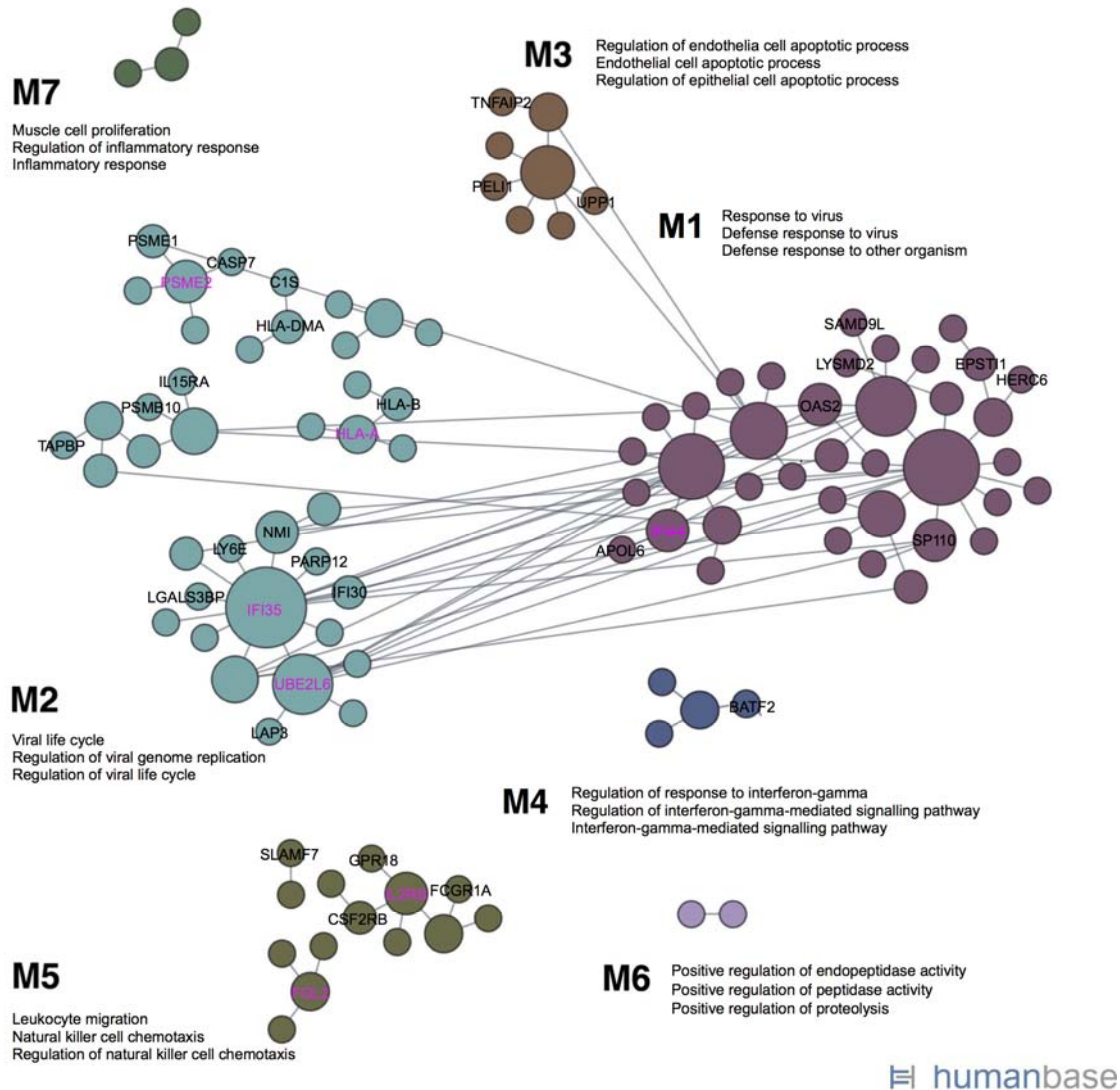 M7
Muscle cell proliferation
Regulation of inflammatory response
Inflammatory response
M3
Regulation of endothelia cell apoptotic process
Endothelial cell apoptotic process
Regulation of epithelial cell apoptotic process
TNFAIP2
PELI1
UPP1
M1
Response to virus
Defense response to virus
Defense response to other organism
PSME1
CASP7
PSME2
C1S
HLA-DMA
SAMD9L
LYSMD2
EPSTI1
HERC6
OAS2
IL15RA
PSMB10
TAPBP
HLA-B
HLA-A
APOL6
SP110
NMI
LY6E
PARP12
LGALS3BP
IFI30
IFI35
UBE2L6
LAP3
M2
Viral life cycle
Regulation of viral genome replication
Regulation of viral life cycle
BATF2
M4
Regulation of response to interferon-gamma
Regulation of interferon-gamma-mediated signalling pathway
Interferon-gamma-mediated signalling pathway
SLAMF7
GPR18
FCGR1A
CSF2RB
M5
Leukocyte migration
Natural killer cell chemotaxis
Regulation of natural killer cell chemotaxis
M6
Positive regulation of endopeptidase activity
Positive regulation of peptidase activity
Positive regulation of proteolysis
humanbase